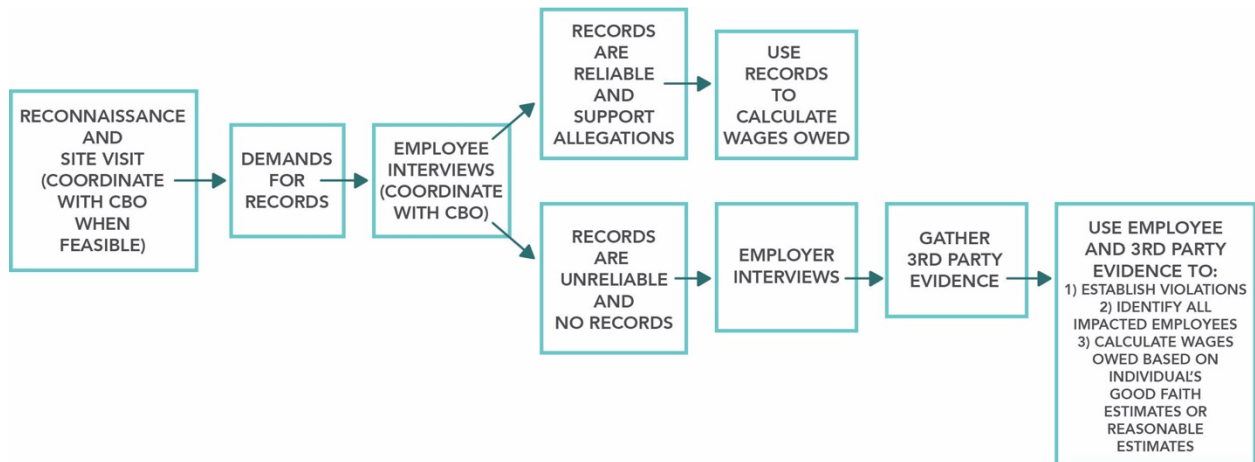 RECONNAISSANCE
AND
SITE VISIT
(COORDINATE
WITH CBO
WHEN
FEASIBLE)
DEMANDS
FOR
RECORDS
EMPLOYEE
INTERVIEWS
(COORDINATE
WITH CBO)
RECORDS
ARE
RELIABLE
AND
SUPPORT
ALLEGATIONS
USE
RECORDS
TO
CALCULATE
WAGES OWED
RECORDS
ARE
UNRELIABLE
AND
NO RECORDS
EMPLOYER
INTERVIEWS
GATHER
3RD PARTY
EVIDENCE
USE EMPLOYEE
AND 3RD PARTY
EVIDENCE TO:
1) ESTABLISH VIOLATIONS
2) IDENTIFY ALL
IMPACTED EMPLOYEES
3) CALCULATE WAGES
OWED BASED ON
INDIVIDUAL'S
GOOD FAITH
ESTIMATES OR
REASONABLE
ESTIMATES